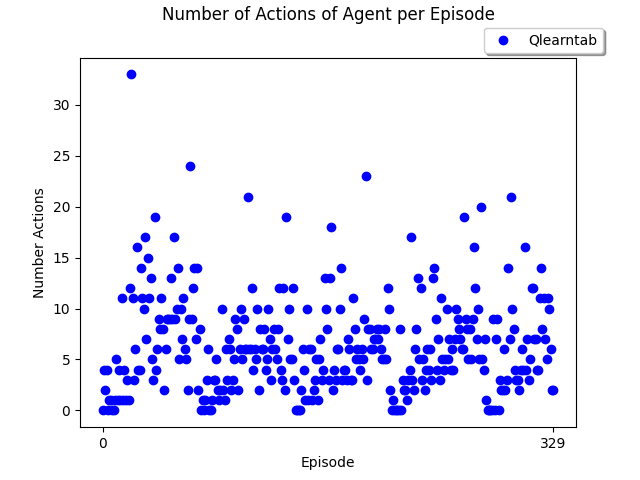 Number of Actions of Agent per Episode
Qlearntab
30
25
20
15
10
5
0
Number Actions
0 329
Episode